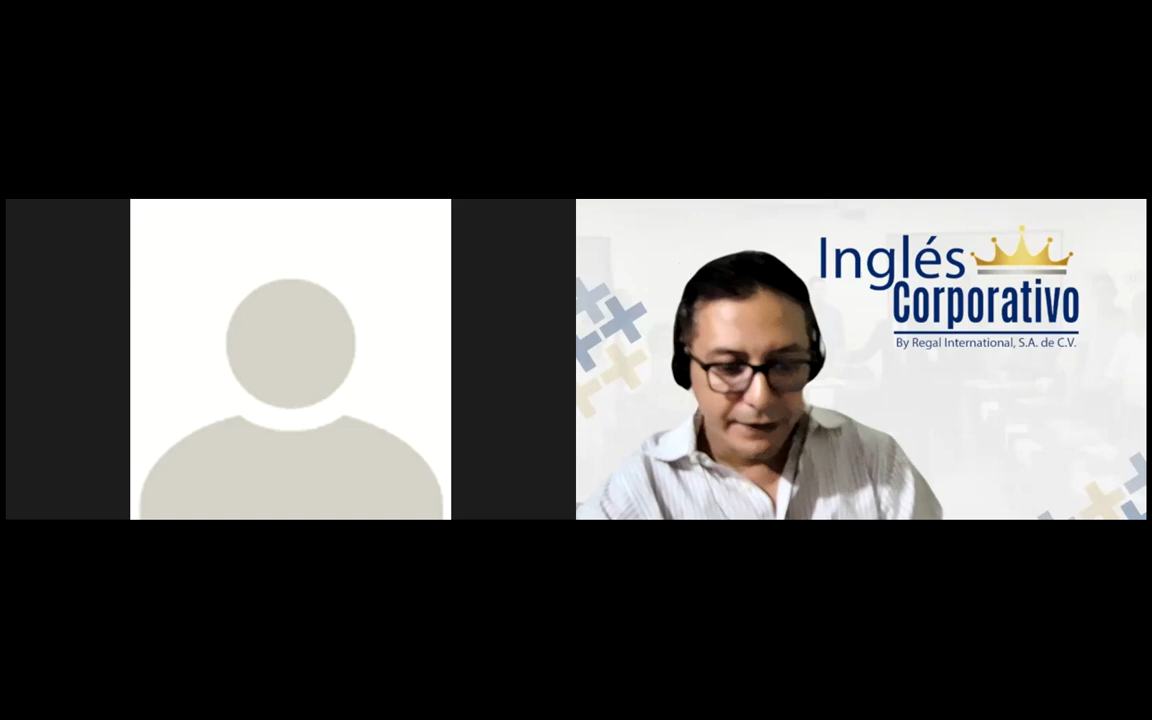 Inglés
Corporativo
By Regal International, S.A. de C.V.